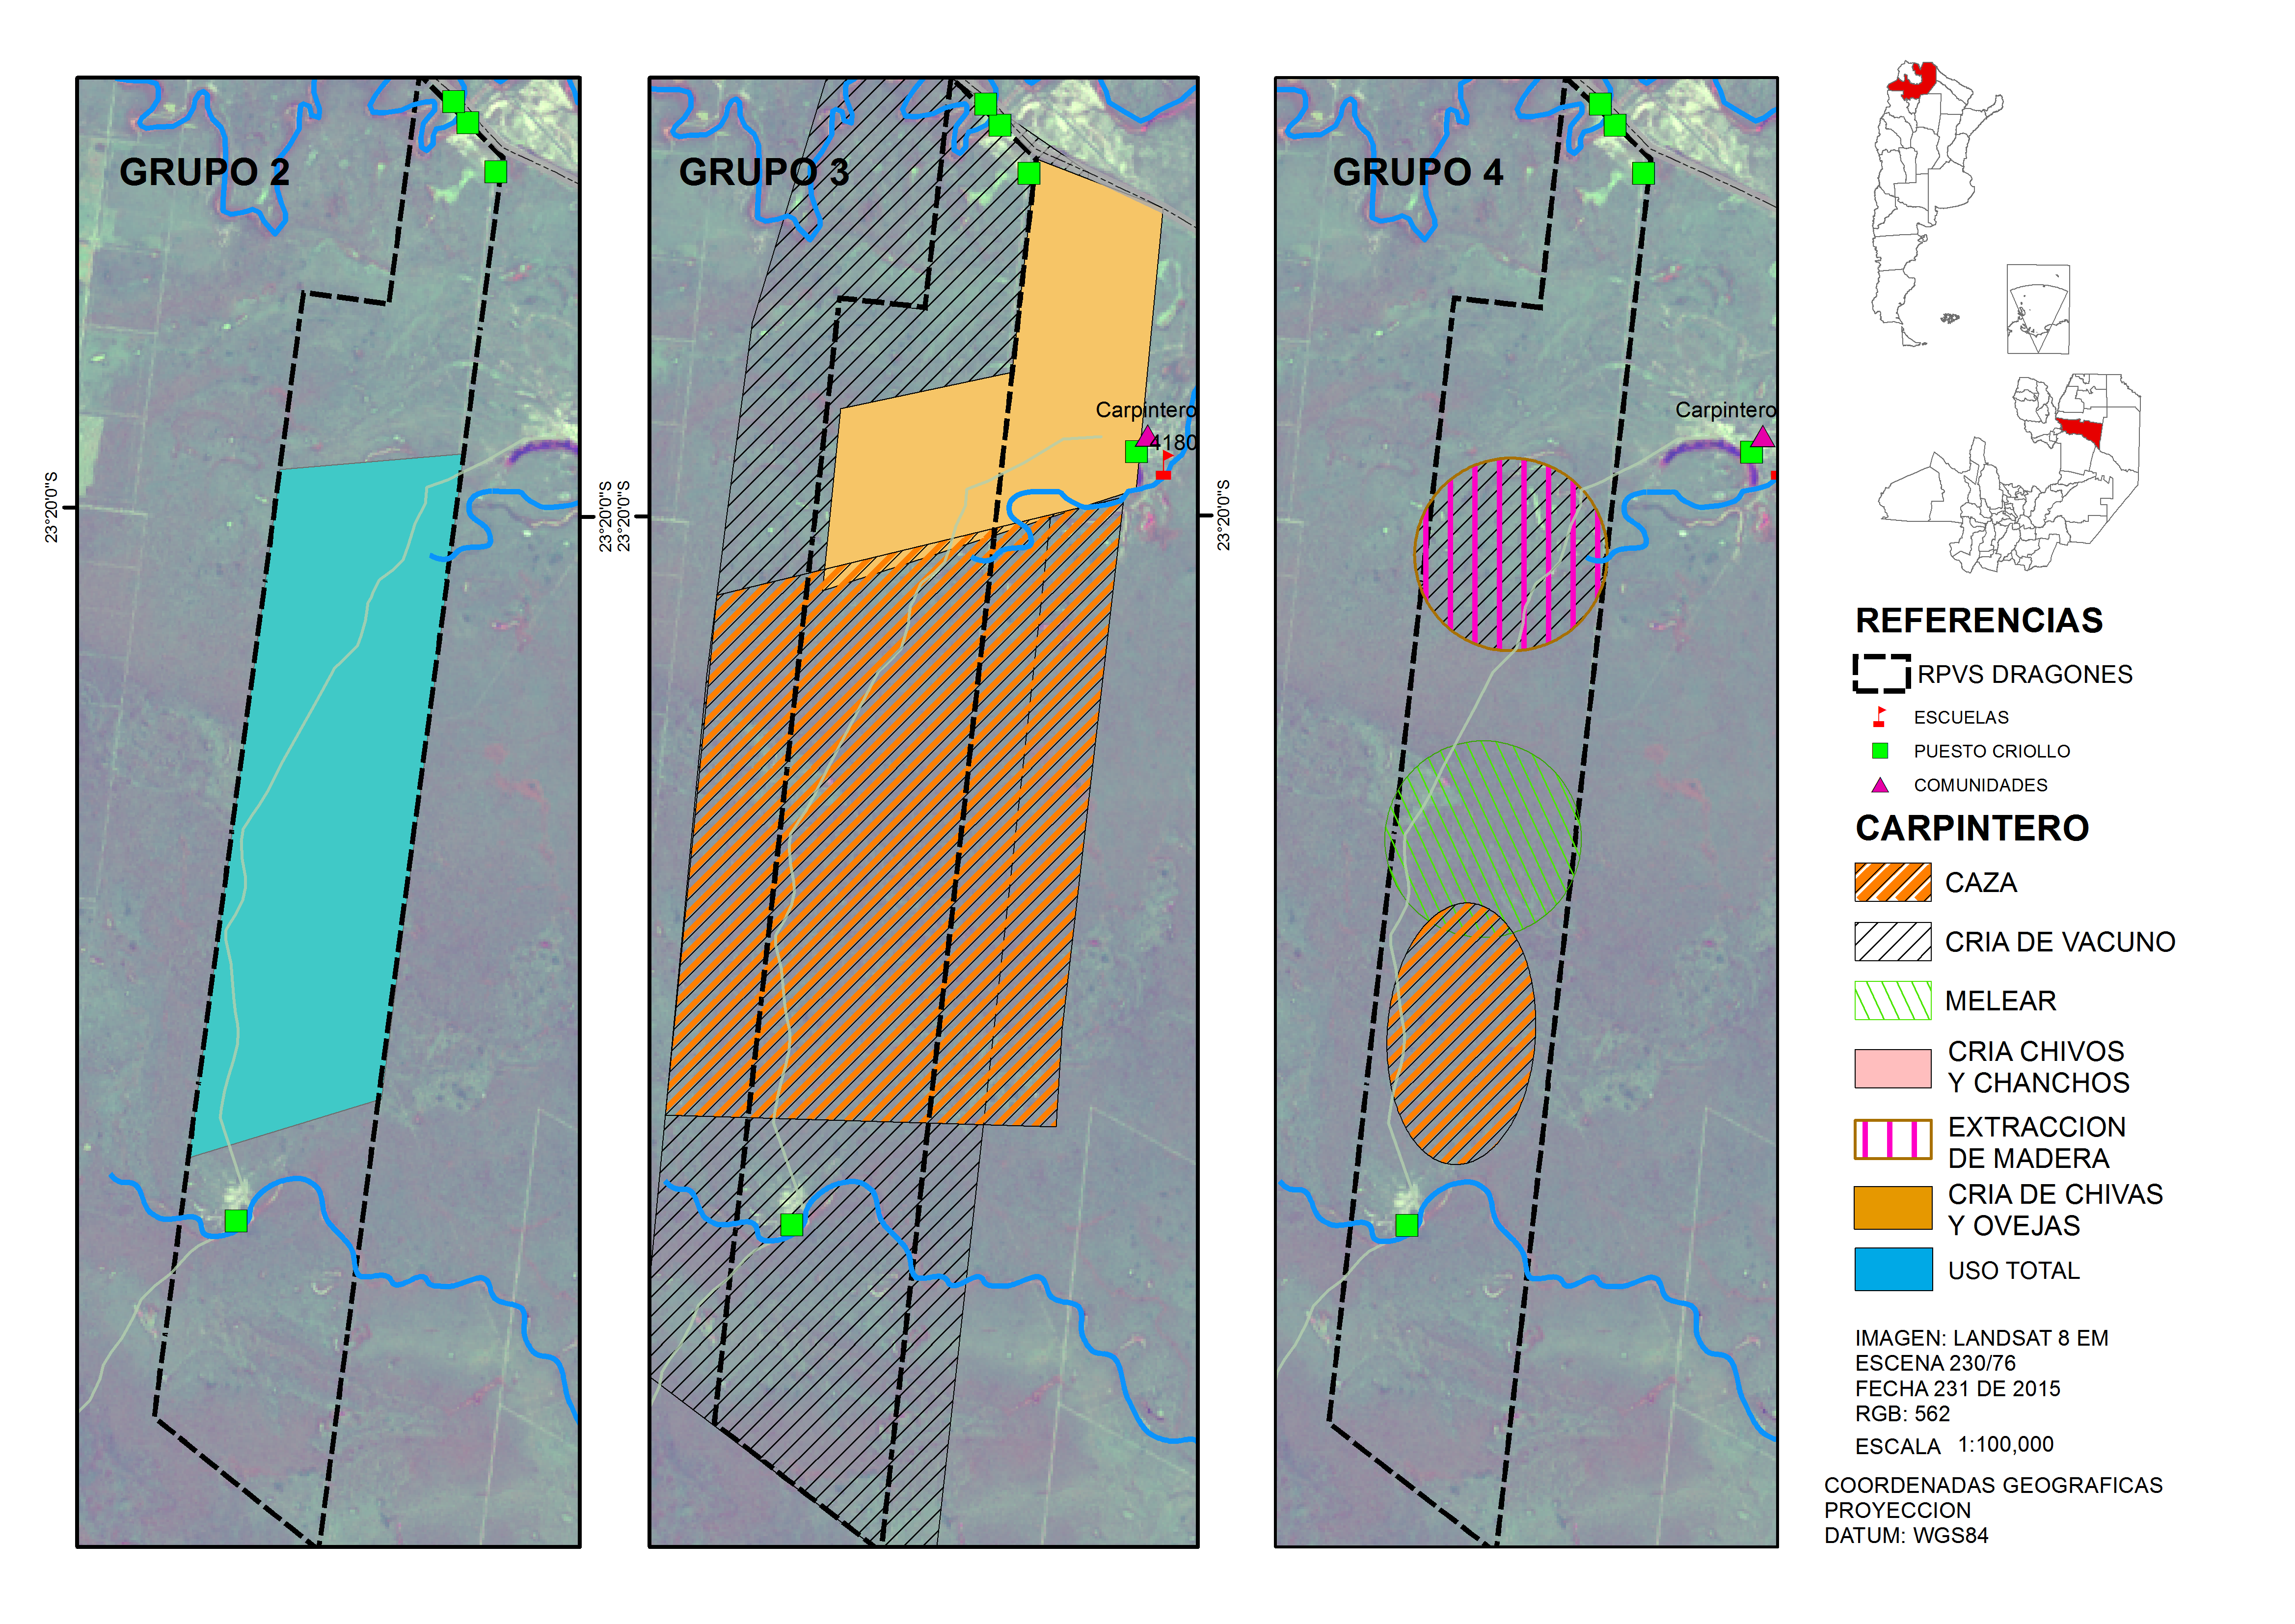 GRUPO 2
23°20'0"S
23°20'0"S
GRUPO 3
Carpintero
4180
23°20'0"S
23°20'0"S
GRUPO 4
Carpintero
REFERENCIAS
RPVS DRAGONES
ESCUELAS
PUESTO CRIOLLO
COMUNIDADES
CARPINTERO
CAZA
CRIA DE VACUNO
MELEAR
CRIA CHIVOS
Y CHANCHOS
EXTRACCION
DE MADERA
CRIA DE CHIVAS
Y OVEJAS
USO TOTAL
IMAGEN: LANDSAT 8 EM
ESCENA 230/76
FECHA 231 DE 2015
RGB: 562
ESCALA 1:100,000
COORDENADAS GEOGRAFICAS
PROYECCION
DATUM: WGS84